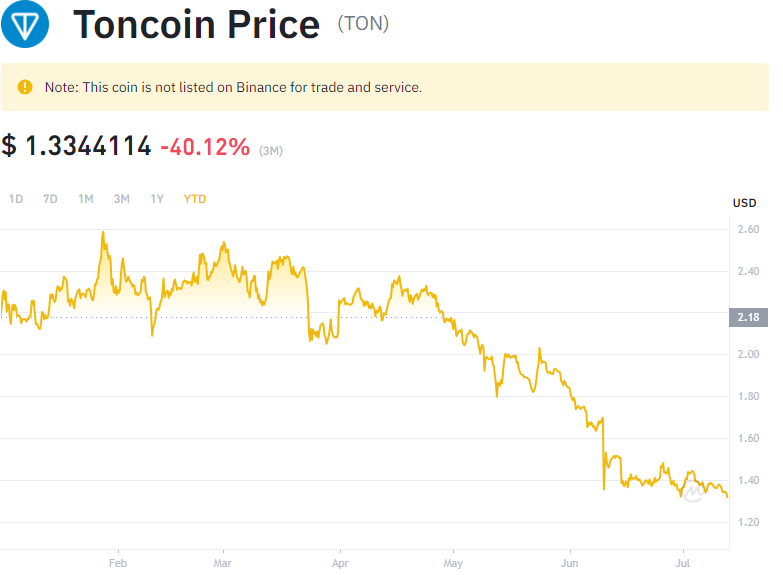 Toncoin Price (TON)
Note: This coin is not listed on Binance for trade and service.
$ 1.3344114 -40.12% (3M)
1D 7D 1M 3M 1Y YTD
USD
2.60
2.40
2.18
2.00
1.80
1.60
1.40
1.20
Feb Mar Apr May Jun Jul